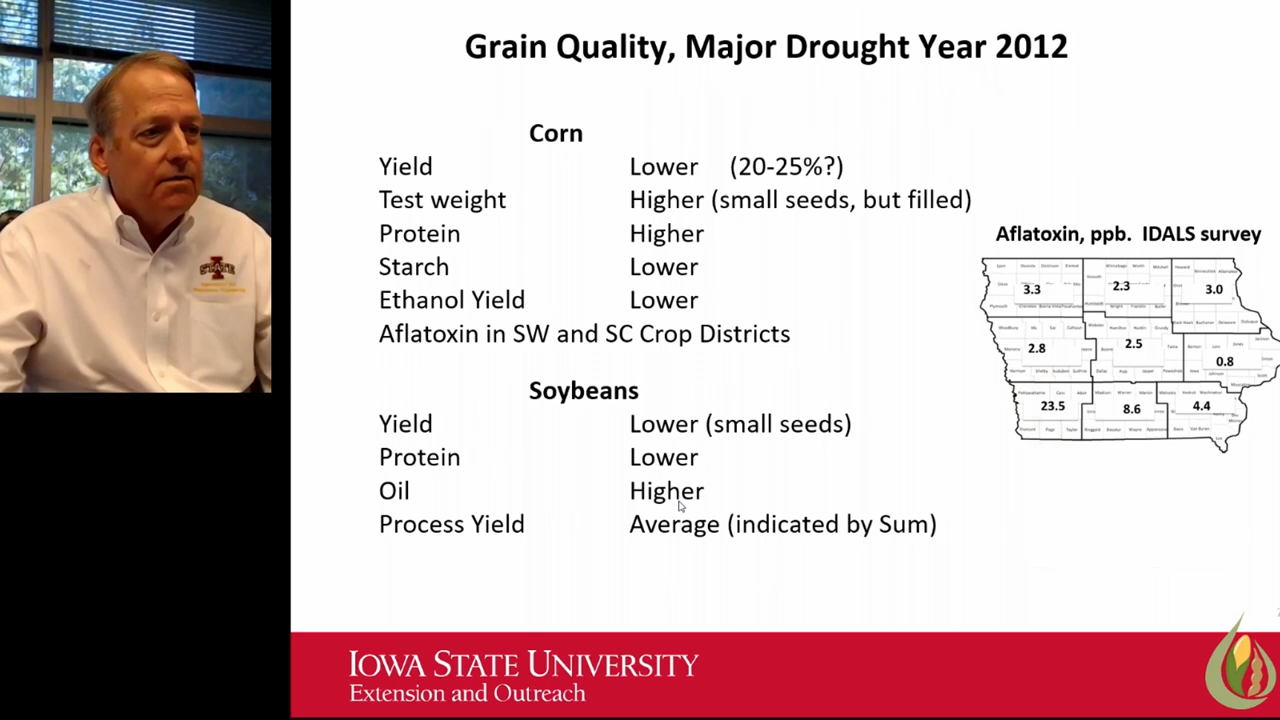 Grain Quality, Major Drought Year 2012
Corn
Yield Lower (20-25%?)
Test weight Higher (small seeds, but filled)
Protein Higher
Starch Lower
Ethanol Yield Lower
Aflatoxin in SW and SC Crop Districts
Soybeans
Yield Lower (small seeds)
Protein Lower
Oil Higher
Process Yield Average (indicated by Sum)
Aflatoxin, ppb. IDALS survey
3.3 2.3 3.0
2.8 2.5 0.8
23.5 8.6 4.4
STATE
IOWA STATE UNIVERSITY
Extension and Outreach